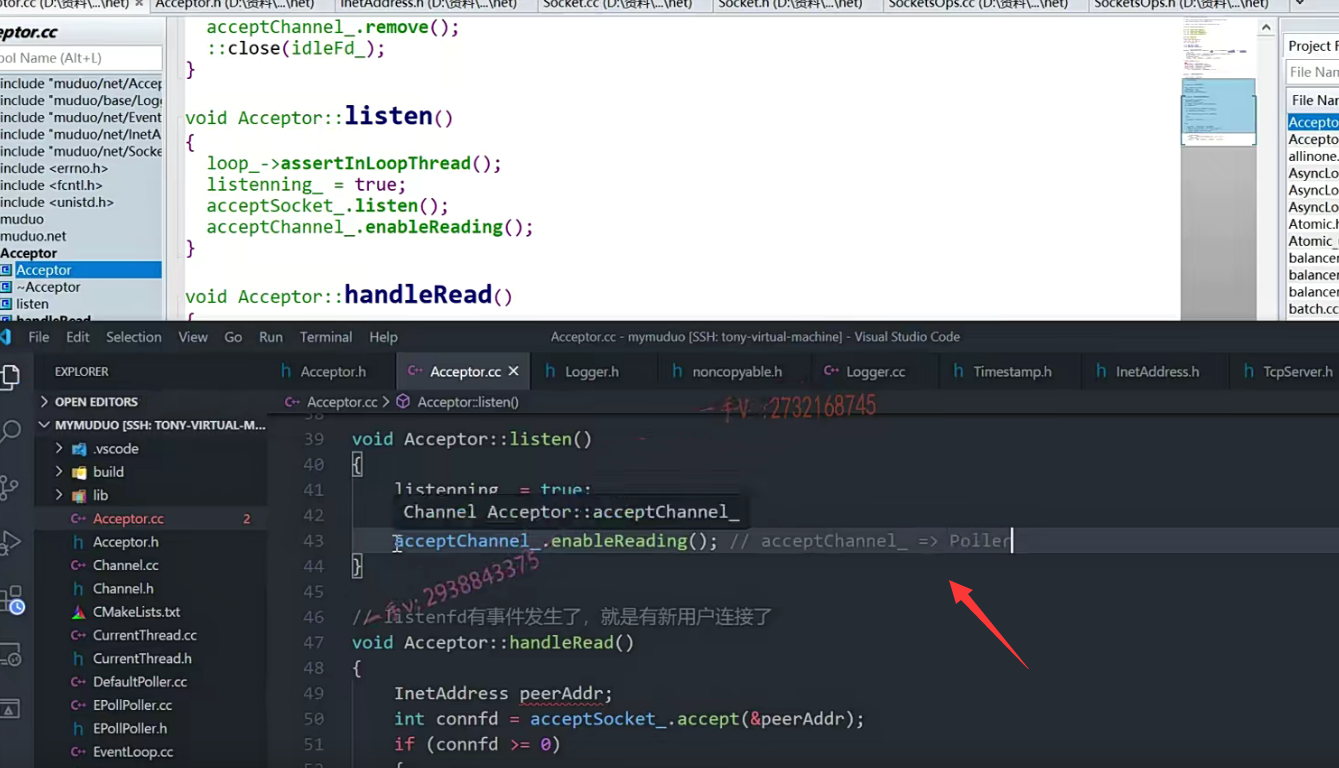 Acceptor.h (D:\资料\...\net)
InetAddress.h (D:\资料\...\net)
Socket.cc (D:\资料\...\net)
Socket.h (D:\资料\...\net)
SocketsOps.cc (D:\资料\...\net)
SocketsOps.h (D:\资料\...\net)
ptor.cc
ool Name (Alt+L)
include "muduo/net/Accep
include "muduo/base/Logg
include "muduo/net/Event
include "muduo/net/InetA
include "muduo/net/Socke
include <errno.h>
include <fcntl.h>
include <unistd.h>
muduo
muduo.net
Acceptor
Acceptor
~Acceptor
listen
handleRead
acceptChannel_.remove();
::close(idleFd_);
}
void Acceptor::listen()
{
loop_->assertInLoopThread();
listenning_ = true;
acceptSocket_.listen();
acceptChannel_.enableReading();
}
void Acceptor::handleRead()
{
Project F
File Nam
File Nar
Accepto
Accepto
allinone.
AsyncLo
AsyncLo
AsyncLo
Atomic.h
Atomic_
balancer
balancer
balancer
batch.cc
File Edit Selection View Go Run Terminal Help
Acceptor.cc - mymuduo [SSH: tony-virtual-machine] - Visual Studio Code
EXPLORER
Acceptor.h
Acceptor.cc
Logger.h
noncopyable.h
Logger.cc
Timestamp.h
InetAddress.h
TcpServer.h
OPEN EDITORS
MYMUDUO [SSH: TONY-VIRTUAL-M...
.vscode
build
lib
Acceptor.cc 2
Acceptor.h
Channel.cc
Channel.h
CMakeLists.txt
CurrentThread.cc
CurrentThread.h
DefaultPoller.cc
EPollPoller.cc
EPollPoller.h
EventLoop.cc
Acceptor.cc > Acceptor::listen()
一手V：:2732168745
39 void Acceptor::listen()
40 {
41 listenning_ = true;
42 Channel Acceptor::acceptChannel_
43 acceptChannel_.enableReading(); // acceptChannel_ => Poller
44 }
45
一手v; 2938843375
46 // listenfd有事件发生了，就是有新用户连接了
47 void Acceptor::handleRead()
48 {
49 InetAddress peerAddr;
50 int connfd = acceptSocket_.accept(&peerAddr);
51 if (connfd >= 0)